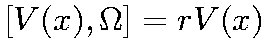 [V(x), Ω] = rV(x)